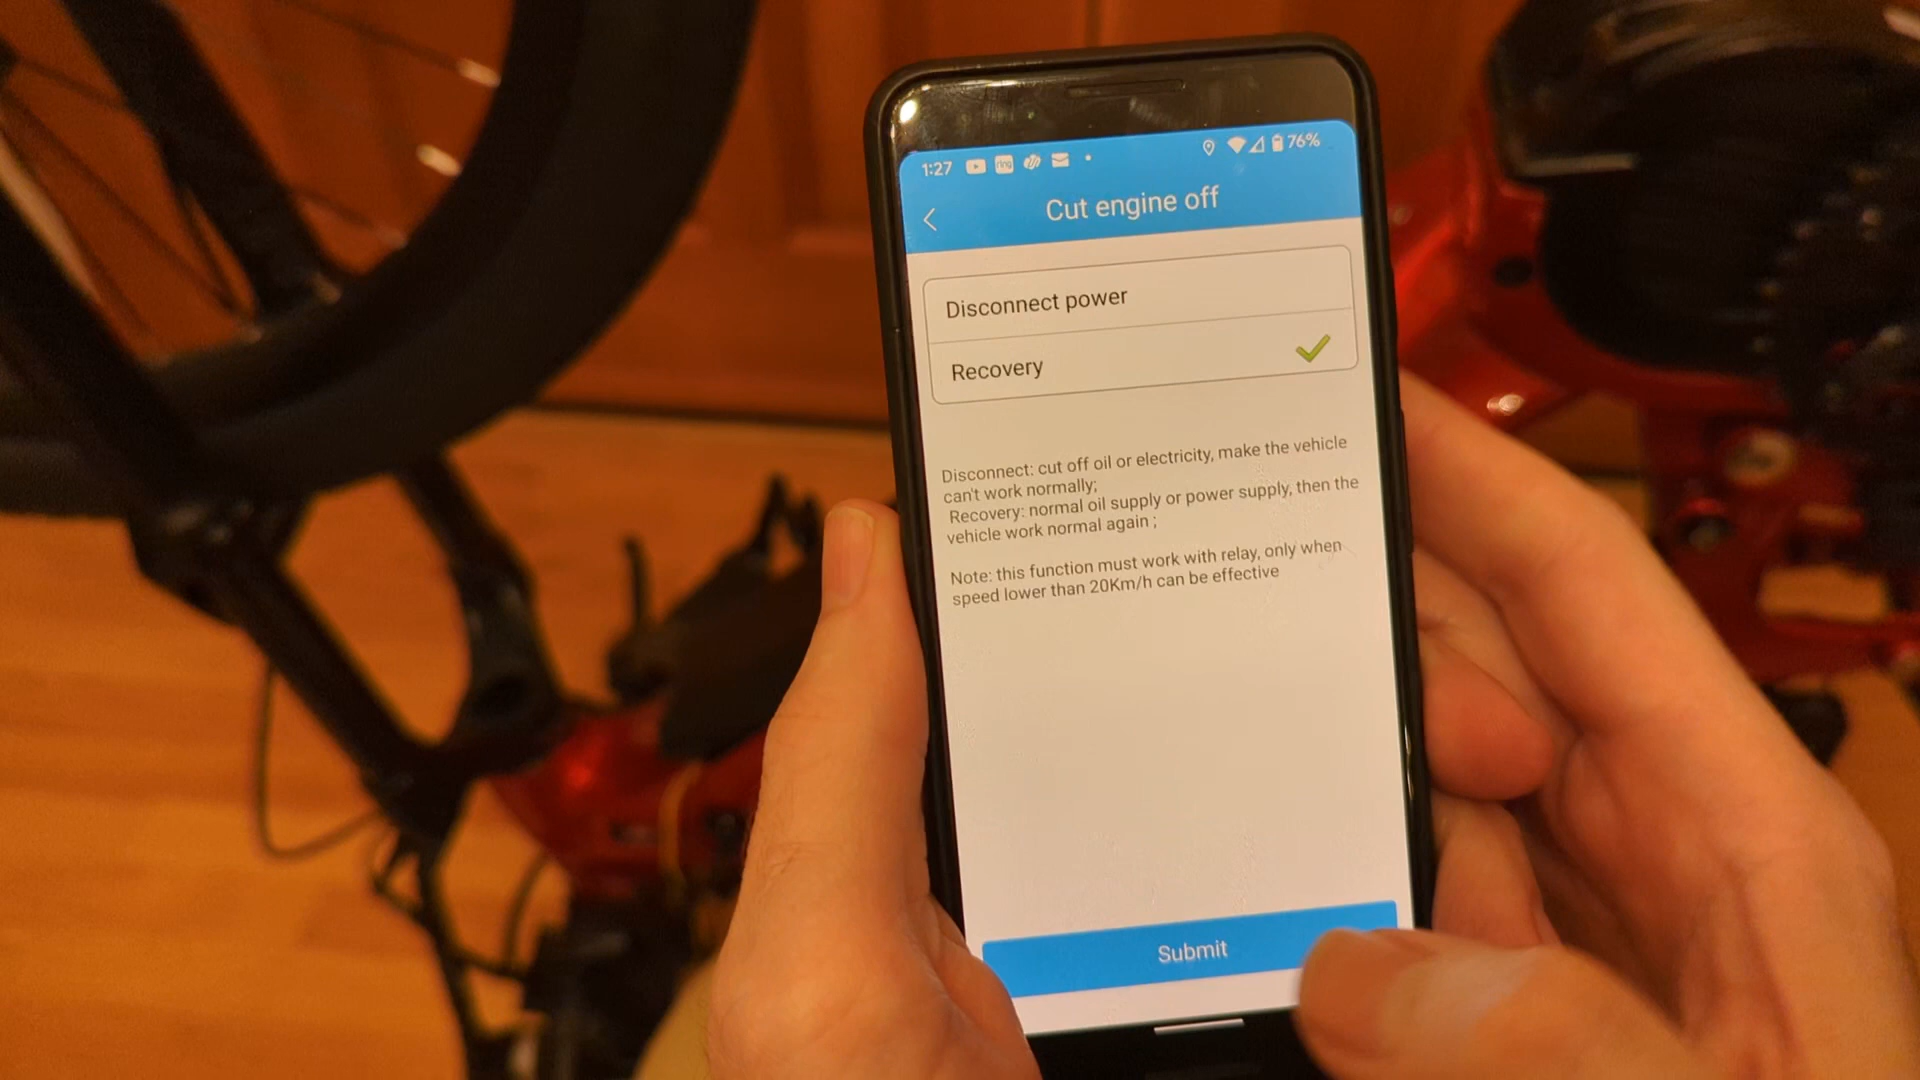 1:27 ring 76%
Cut engine off
Disconnect power
Recovery
Disconnect: cut off oil or electricity, make the vehicle
can't work normally;
Recovery: normal oil supply or power supply, then the
vehicle work normal again ;
Note: this function must work with relay, only when
speed lower than 20Km/h can be effective
Submit